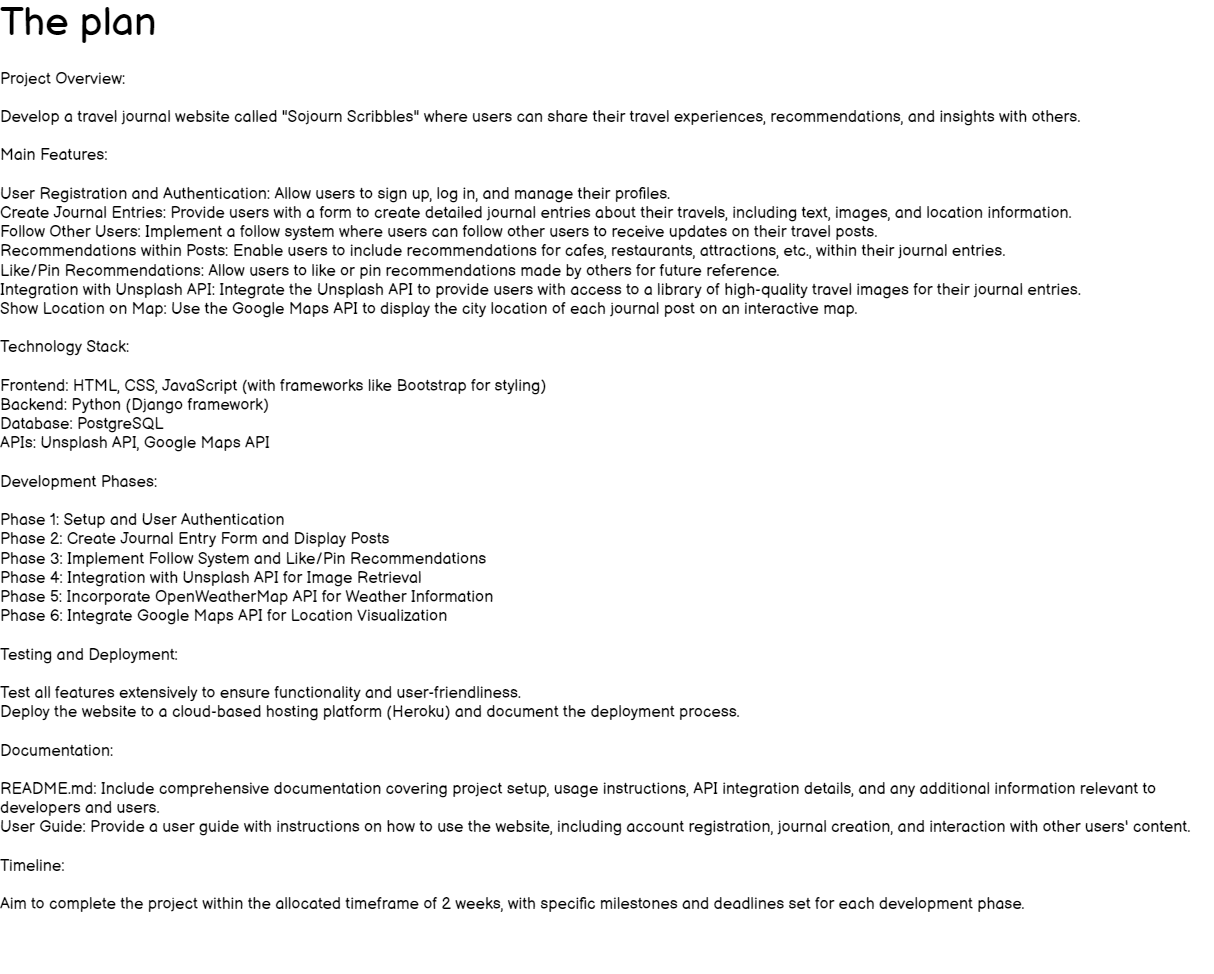 The plan
Project Overview:
Develop a travel journal website called "Sojourn Scribbles" where users can share their travel experiences, recommendations, and insights with others.
Main Features:
User Registration and Authentication: Allow users to sign up, log in, and manage their profiles.
Create Journal Entries: Provide users with a form to create detailed journal entries about their travels, including text, images, and location information.
Follow Other Users: Implement a follow system where users can follow other users to receive updates on their travel posts.
Recommendations within Posts: Enable users to include recommendations for cafes, restaurants, attractions, etc., within their journal entries.
Like/Pin Recommendations: Allow users to like or pin recommendations made by others for future reference.
Integration with Unsplash API: Integrate the Unsplash API to provide users with access to a library of high-quality travel images for their journal entries.
Show Location on Map: Use the Google Maps API to display the city location of each journal post on an interactive map.
Technology Stack:
Frontend: HTML, CSS, JavaScript (with frameworks like Bootstrap for styling)
Backend: Python (Django framework)
Database: PostgreSQL
APIs: Unsplash API, Google Maps API
Development Phases:
Phase 1: Setup and User Authentication
Phase 2: Create Journal Entry Form and Display Posts
Phase 3: Implement Follow System and Like/Pin Recommendations
Phase 4: Integration with Unsplash API for Image Retrieval
Phase 5: Incorporate OpenWeatherMap API for Weather Information
Phase 6: Integrate Google Maps API for Location Visualization
Testing and Deployment:
Test all features extensively to ensure functionality and user-friendliness.
Deploy the website to a cloud-based hosting platform (Heroku) and document the deployment process.
Documentation:
README.md: Include comprehensive documentation covering project setup, usage instructions, API integration details, and any additional information relevant to
developers and users.
User Guide: Provide a user guide with instructions on how to use the website, including account registration, journal creation, and interaction with other users' content.
Timeline:
Aim to complete the project within the allocated timeframe of 2 weeks, with specific milestones and deadlines set for each development phase.